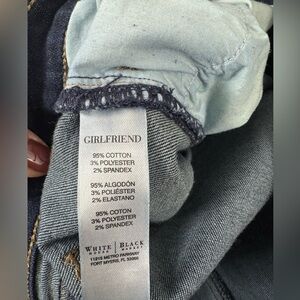 GIRLFRIEND
95% COTTON
3% POLYESTER
2% SPANDEX
95% ALGODÓN
3% POLIÉSTER
2% ELASTANO
95% COTON
3% POLYESTER
2% SPANDEX
WHITE | BLACK
HOUSE MARKET
11215 METRO PARKWAY
FORT MYERS, FL 33966